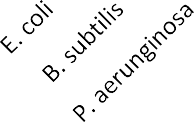 E. coli
B. subtilis
P. aerunginosa